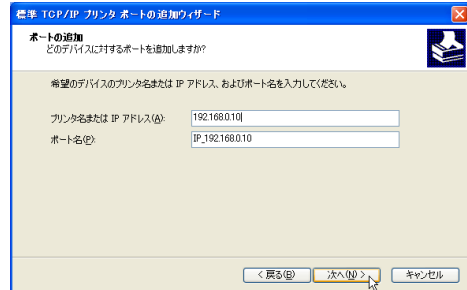 標準 TCP/IP プリンタ ポートの追加ウィザード
ポートの追加
どのデバイスに対するポートを追加しますか?
希望のデバイスのプリンタ名または IP アドレス、およびポート名を入力してください。
プリンタ名または IP アドレス(A):
192.168.0.10
ポート名(P):
IP_192.168.0.10
< 戻る(B)
次へ(N) >
キャンセル